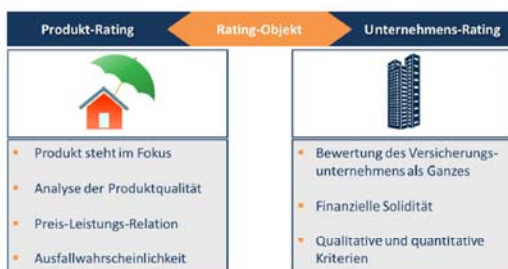 Produkt-Rating Rating-Objekt Unternehmens-Rating
Produkt steht im Fokus
Analyse der Produktqualität
Preis-Leistungs-Relation
Ausfallwahrscheinlichkeit
Bewertung des Versicherungs-
unternehmens als Ganzes
Finanzielle Solidität
Qualitative und quantitative
Kriterien